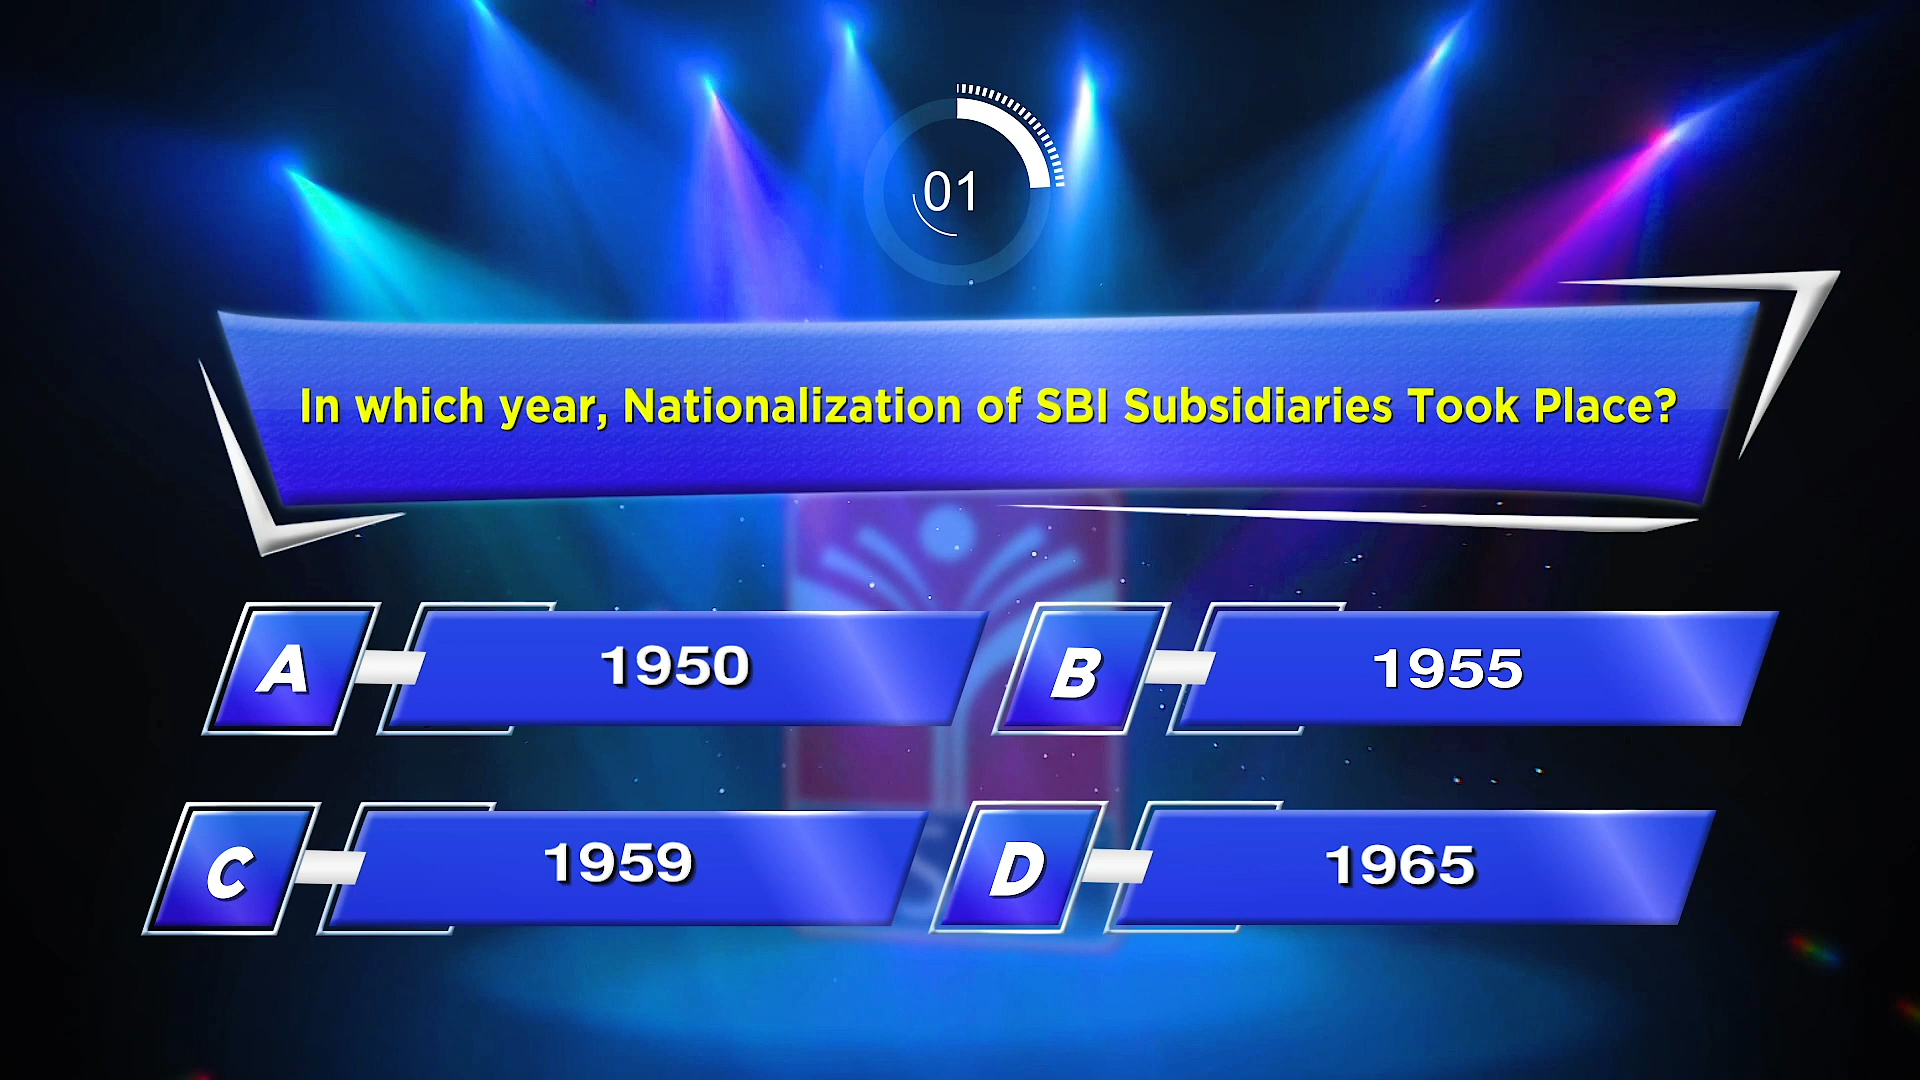 01
In which year, Nationalization of SBI Subsidiaries Took Place?
A 1950
B 1955
C 1959
D 1965